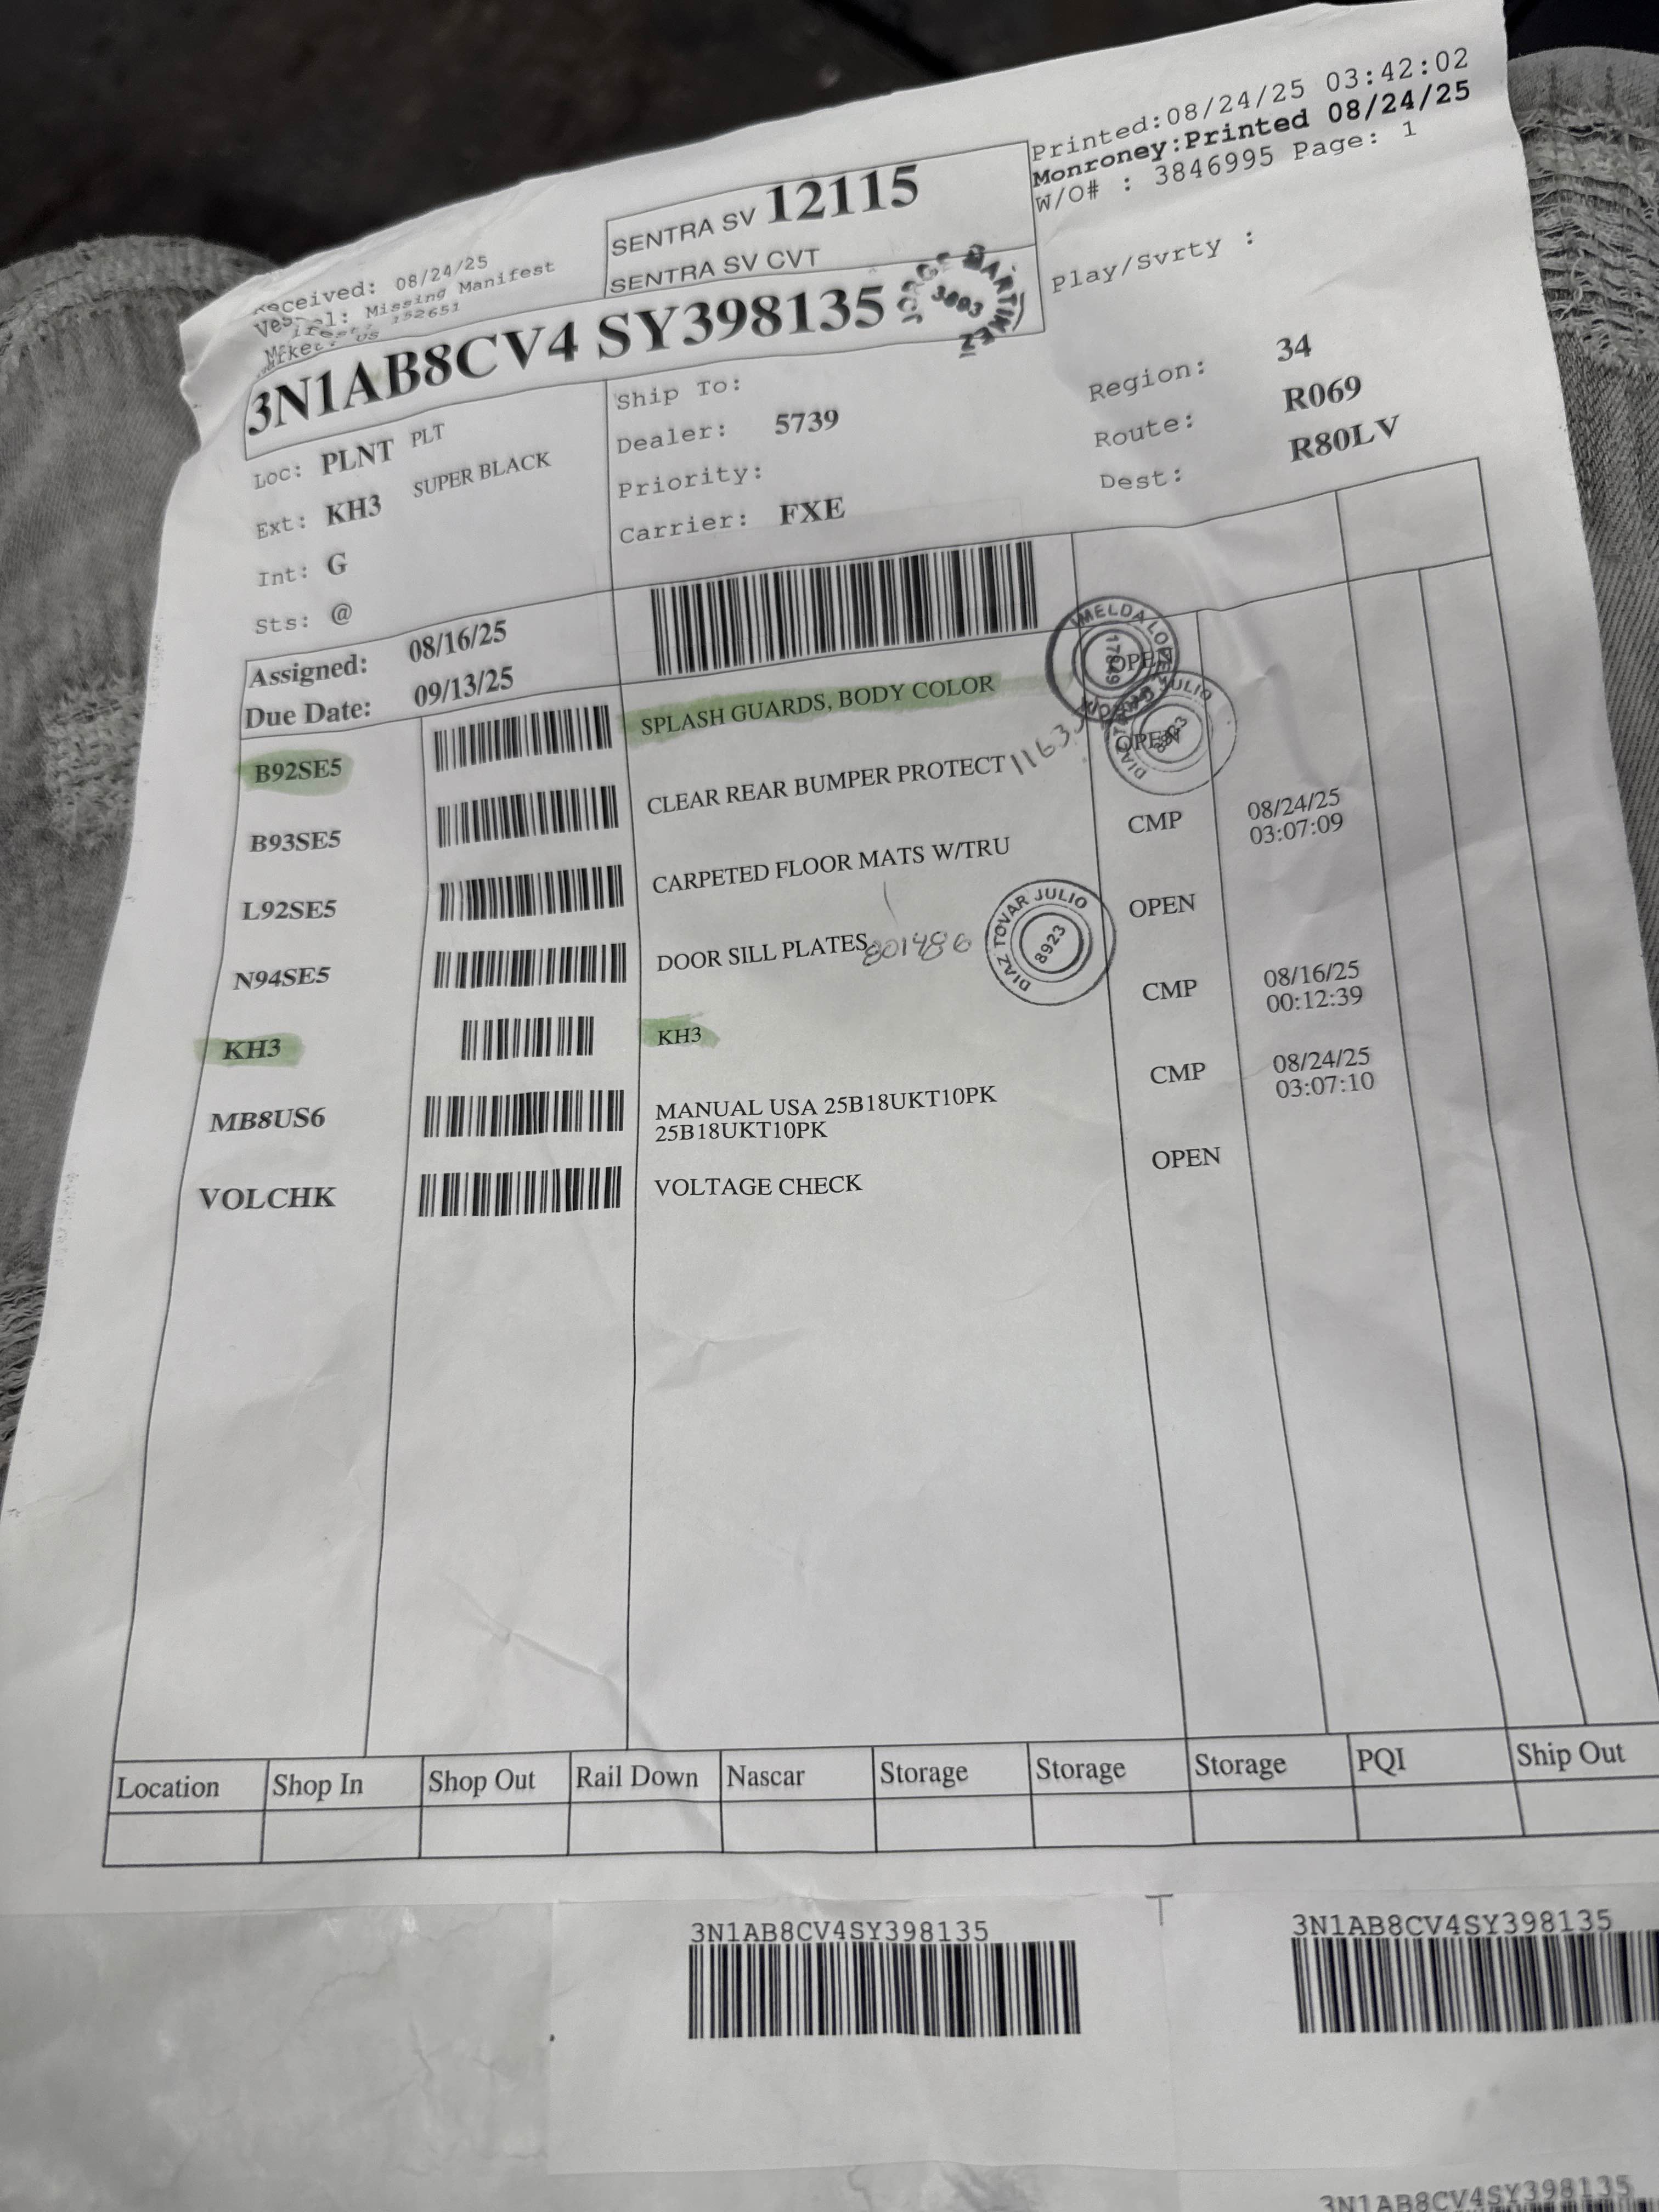 Printed:08/24/25 03:42:02
Monroney:Printed 08/24/25
W/O# : 3846995 Page: 1
SENTRA SV 12115
SENTRA SV CVT
Received: 08/24/25
Missing Manifest
152651
US
3N1AB8CV4 SY398135
MARTINEZ
3003
Play/Svrty :
Loc: PLNT PLT
Ext: KH3 SUPER BLACK
Int: G
Sts: @
Ship To:
Dealer: 5739
Priority:
Carrier: FXE
Region: 34
Route: R069
Dest: R80LV
Assigned: 08/16/25
Due Date: 09/13/25
B92SE5 SPLASH GUARDS, BODY COLOR OPEN
IMELDA
B93SE5 CLEAR REAR BUMPER PROTECT OPEN
DIAZ JULIO
8923
L92SE5 CARPETED FLOOR MATS W/TRU CMP 08/24/25
03:07:09
N94SE5 DOOR SILL PLATES 801486 OPEN
DIAZ TOVAR JULIO
8923
KH3 KH3 CMP 08/16/25
00:12:39
MB8US6 MANUAL USA 25B18UKT10PK CMP 08/24/25
25B18UKT10PK 03:07:10
VOLCHK VOLTAGE CHECK OPEN
Location Shop In Shop Out Rail Down Nascar Storage Storage Storage PQI Ship Out
3N1AB8CV4SY398135 3N1AB8CV4SY398135
3N1AB8CV4SY398135